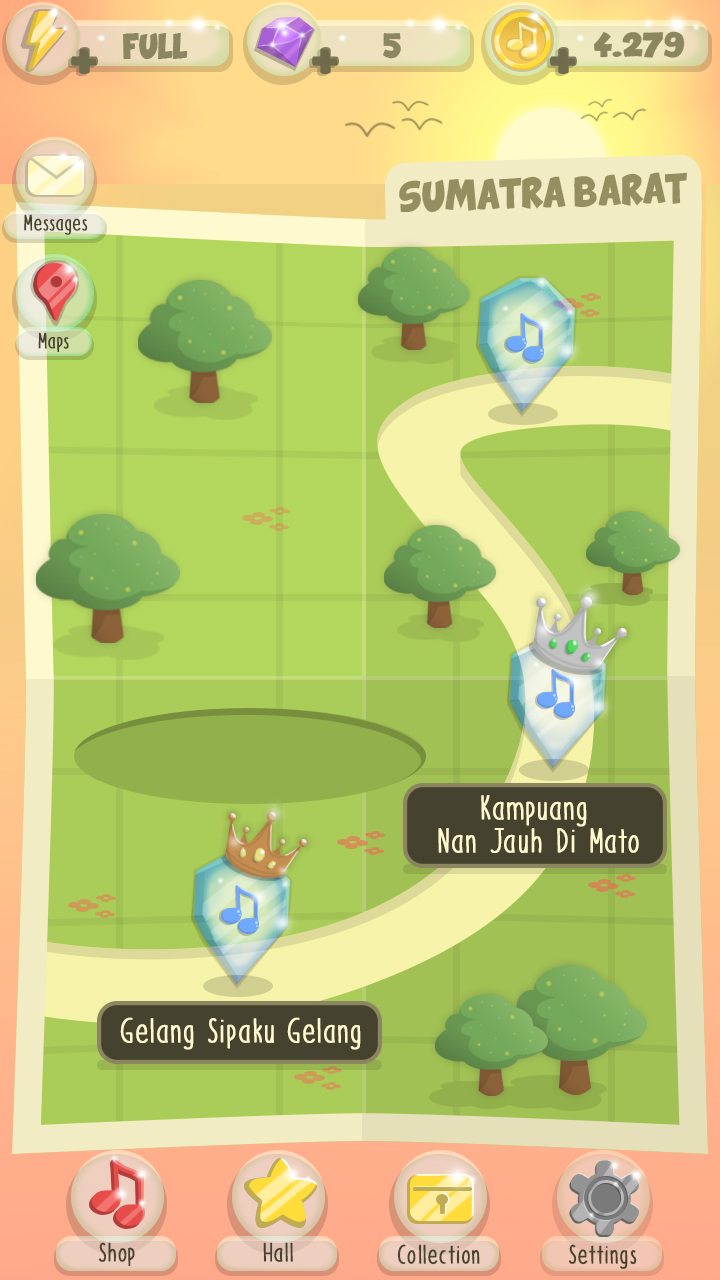 FULL
5
4.279
Messages
SUMATRA BARAT
Maps
Kampuang
Nan Jauh Di Mato
Gelang Sipaku Gelang
Shop
Hall
Collection
Settings